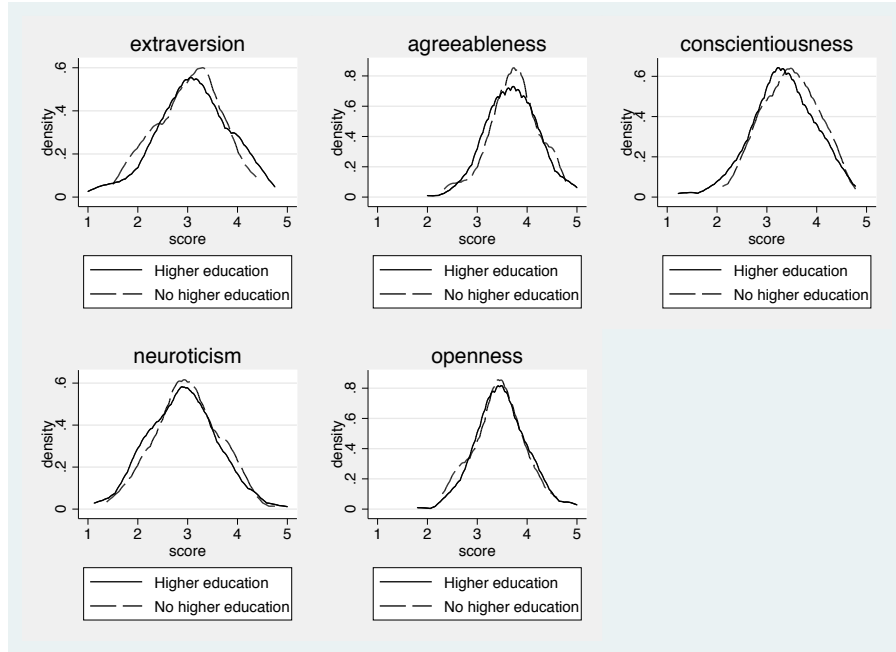 extraversion
density
0 .2 .4 .6
1 2 3 4 5
score
Higher education
No higher education
agreeableness
density
0 .2 .4 .6 .8
1 2 3 4 5
score
Higher education
No higher education
conscientiousness
density
0 .2 .4 .6
1 2 3 4 5
score
Higher education
No higher education
neuroticism
density
0 .2 .4 .6
1 2 3 4 5
score
Higher education
No higher education
openness
density
0 .2 .4 .6 .8
1 2 3 4 5
score
Higher education
No higher education